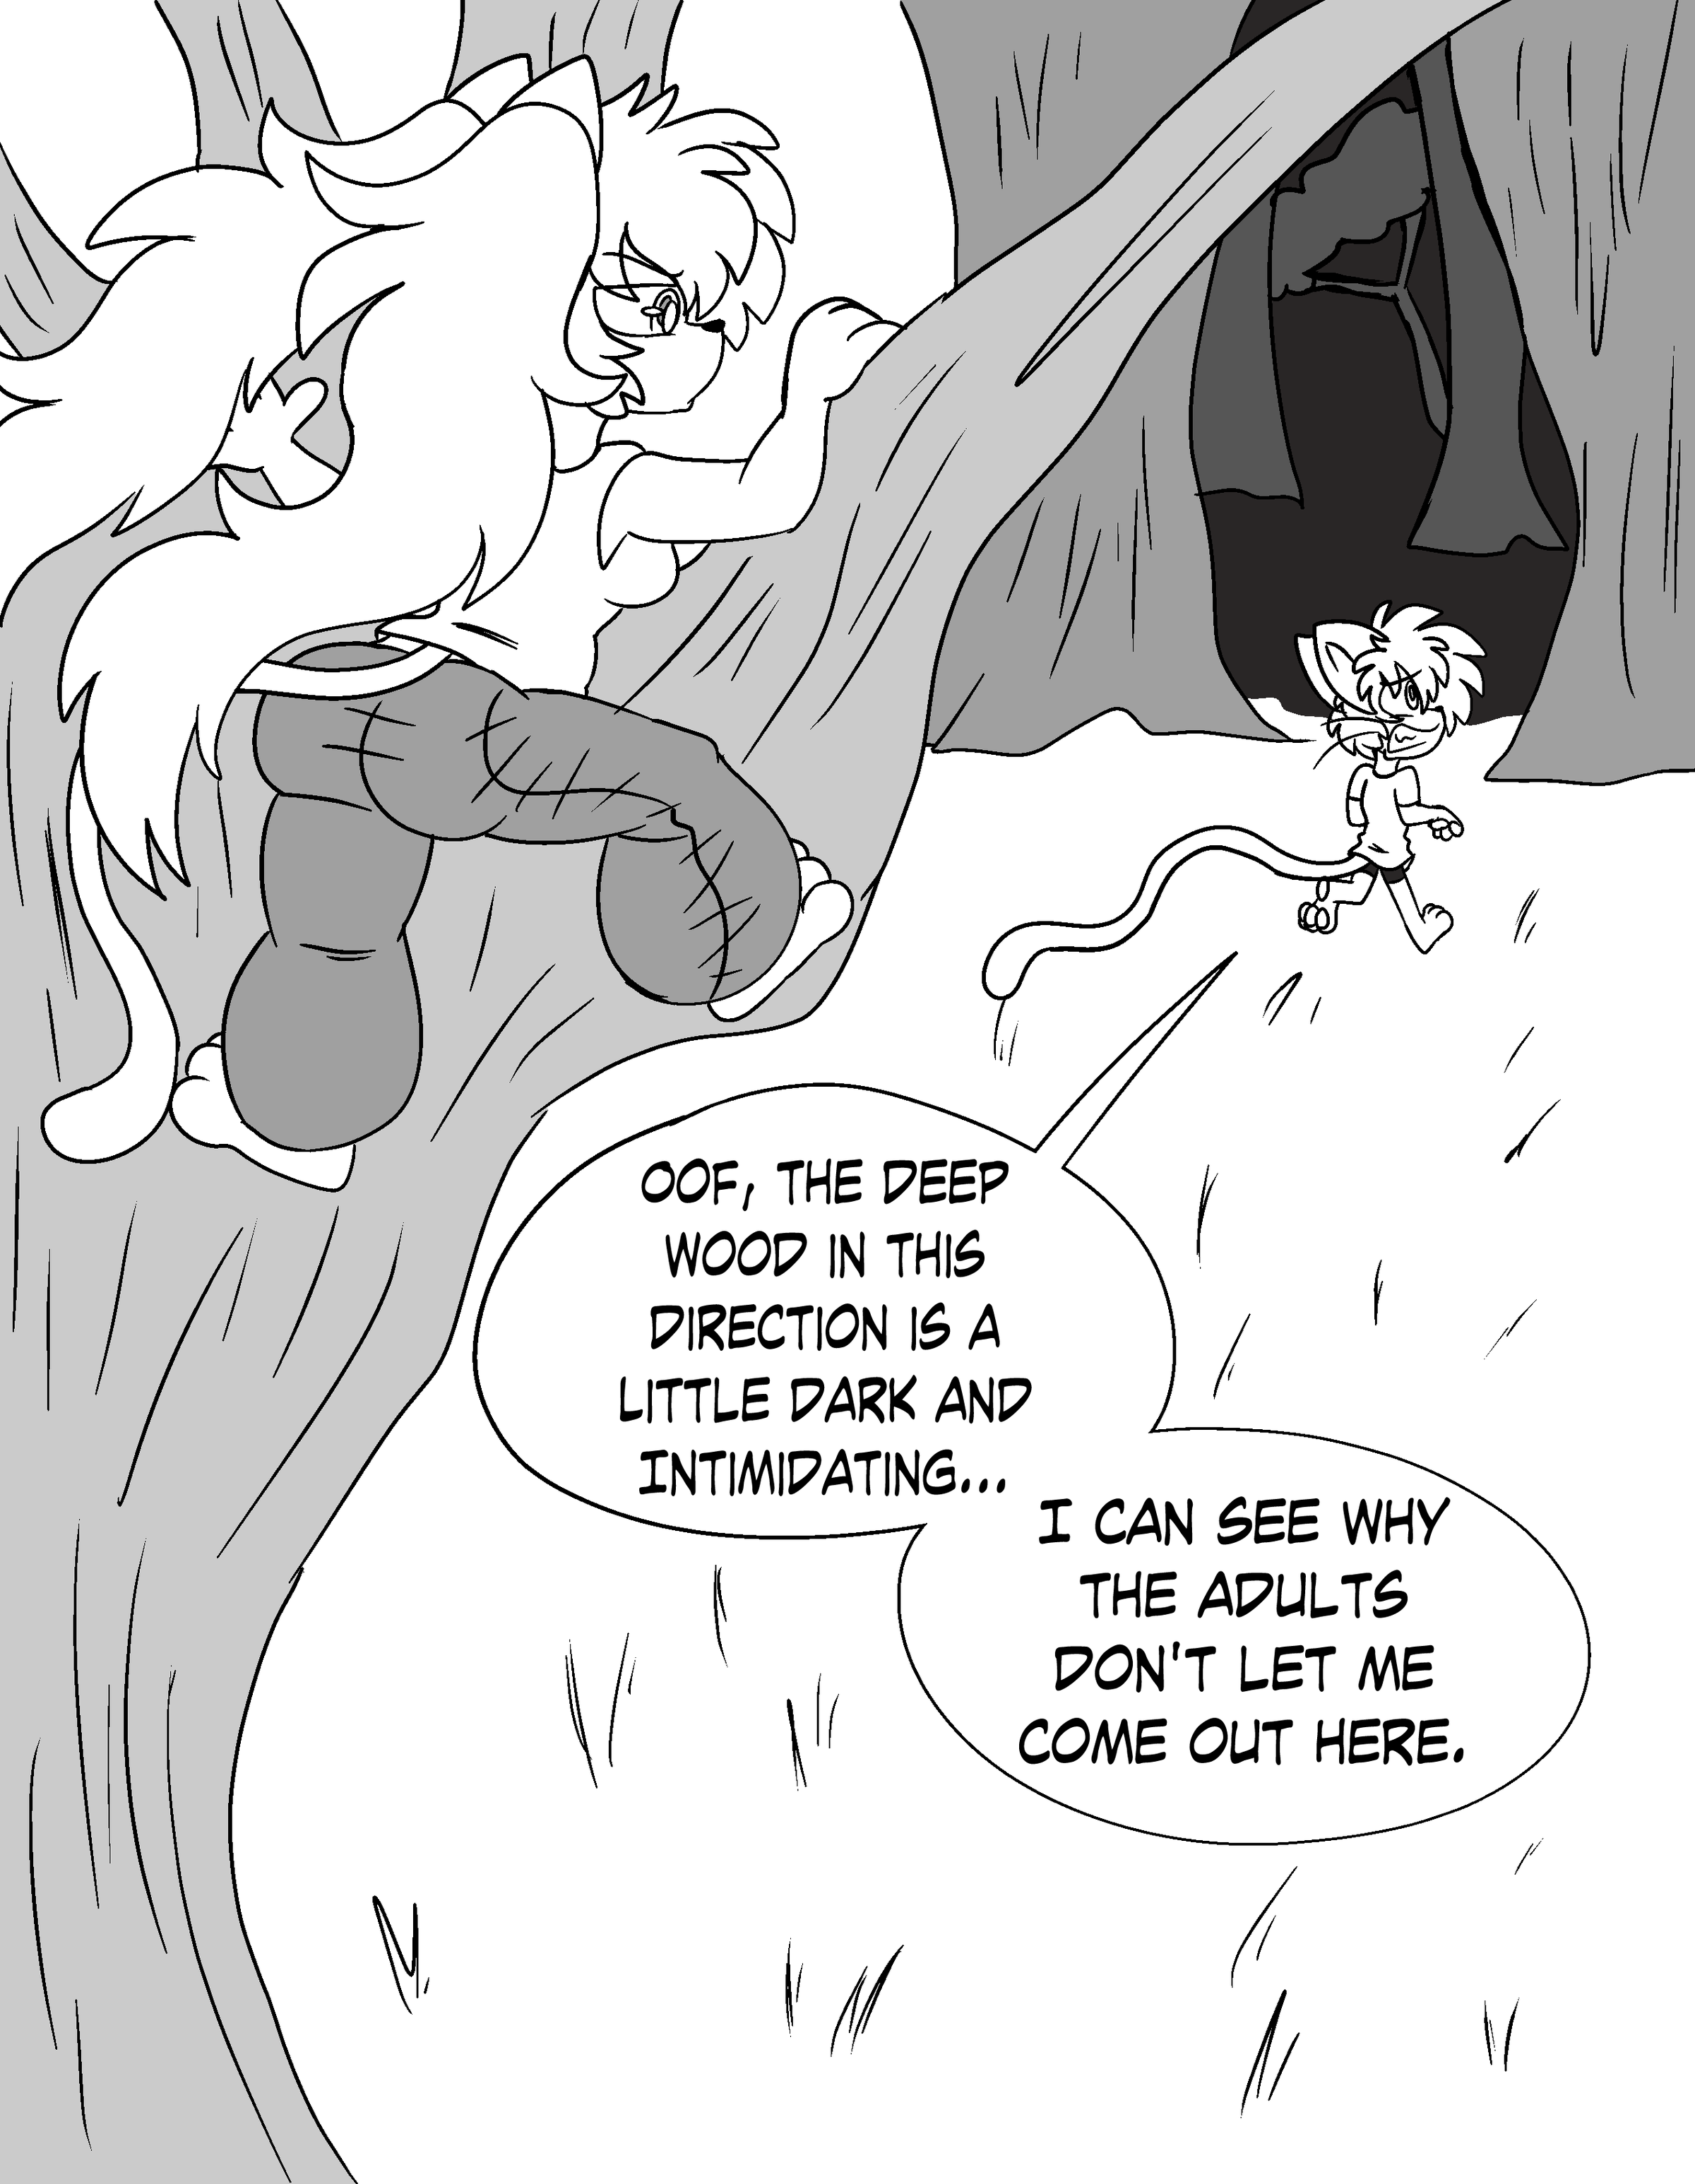 OOF, THE DEEP
WOOD IN THIS
DIRECTION IS A
LITTLE DARK AND
INTIMIDATING...
I CAN SEE WHY
THE ADULTS
DON'T LET ME
COME OUT HERE.